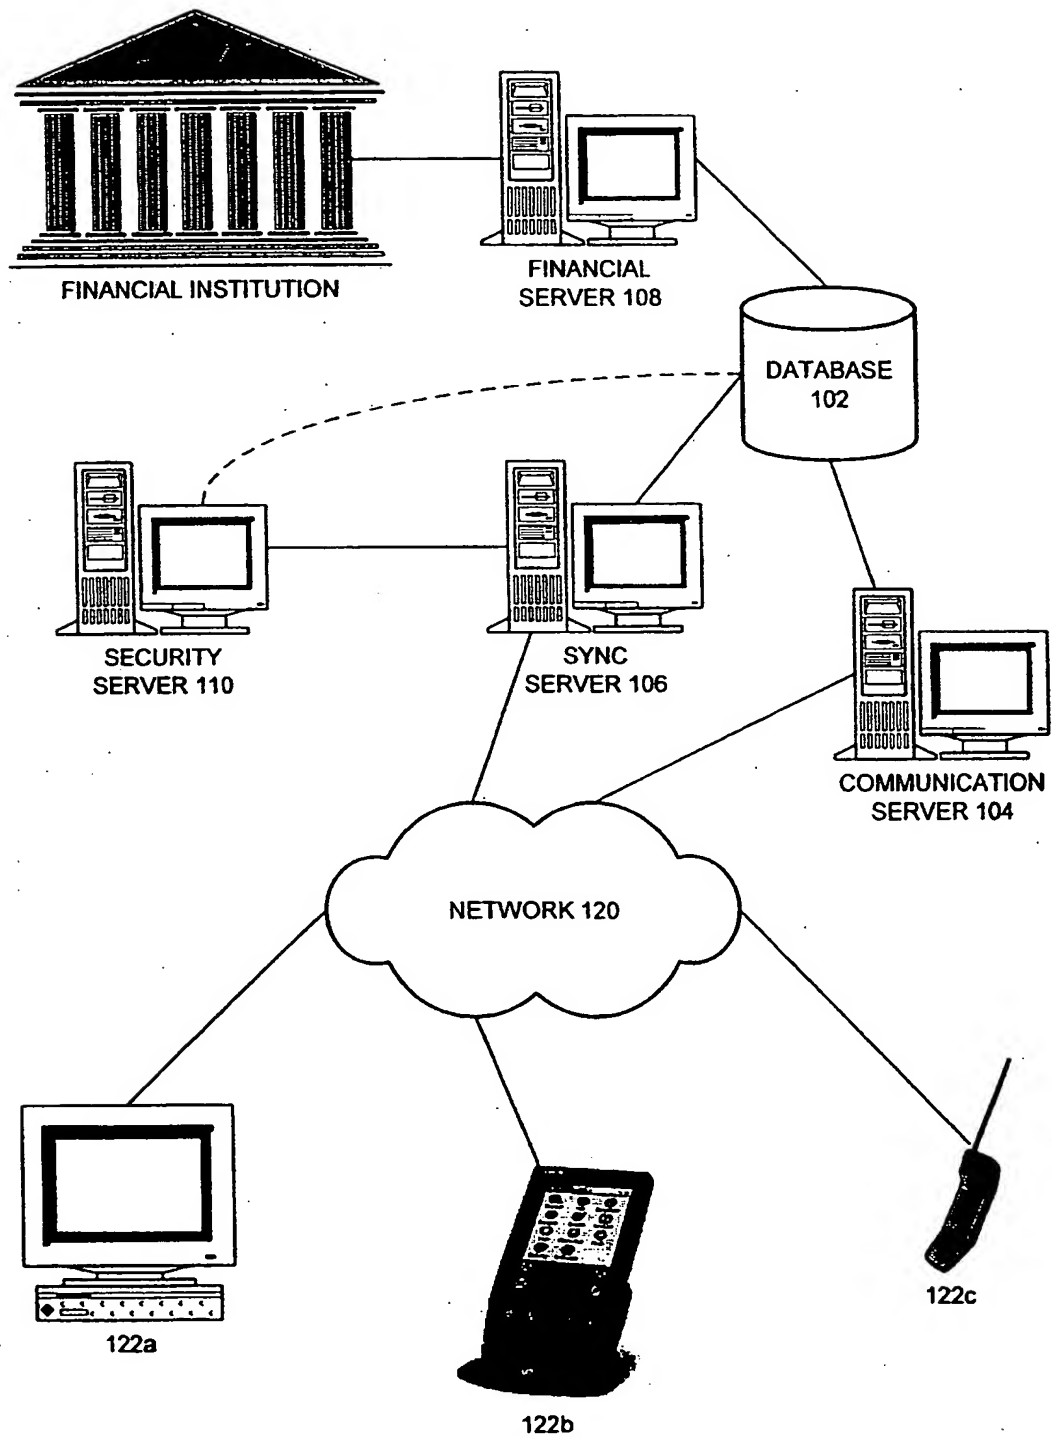 FINANCIAL INSTITUTION
FINANCIAL
SERVER 108
DATABASE
102
SECURITY
SERVER 110
SYNC
SERVER 106
COMMUNICATION
SERVER 104
NETWORK 120
122a
122b
122c